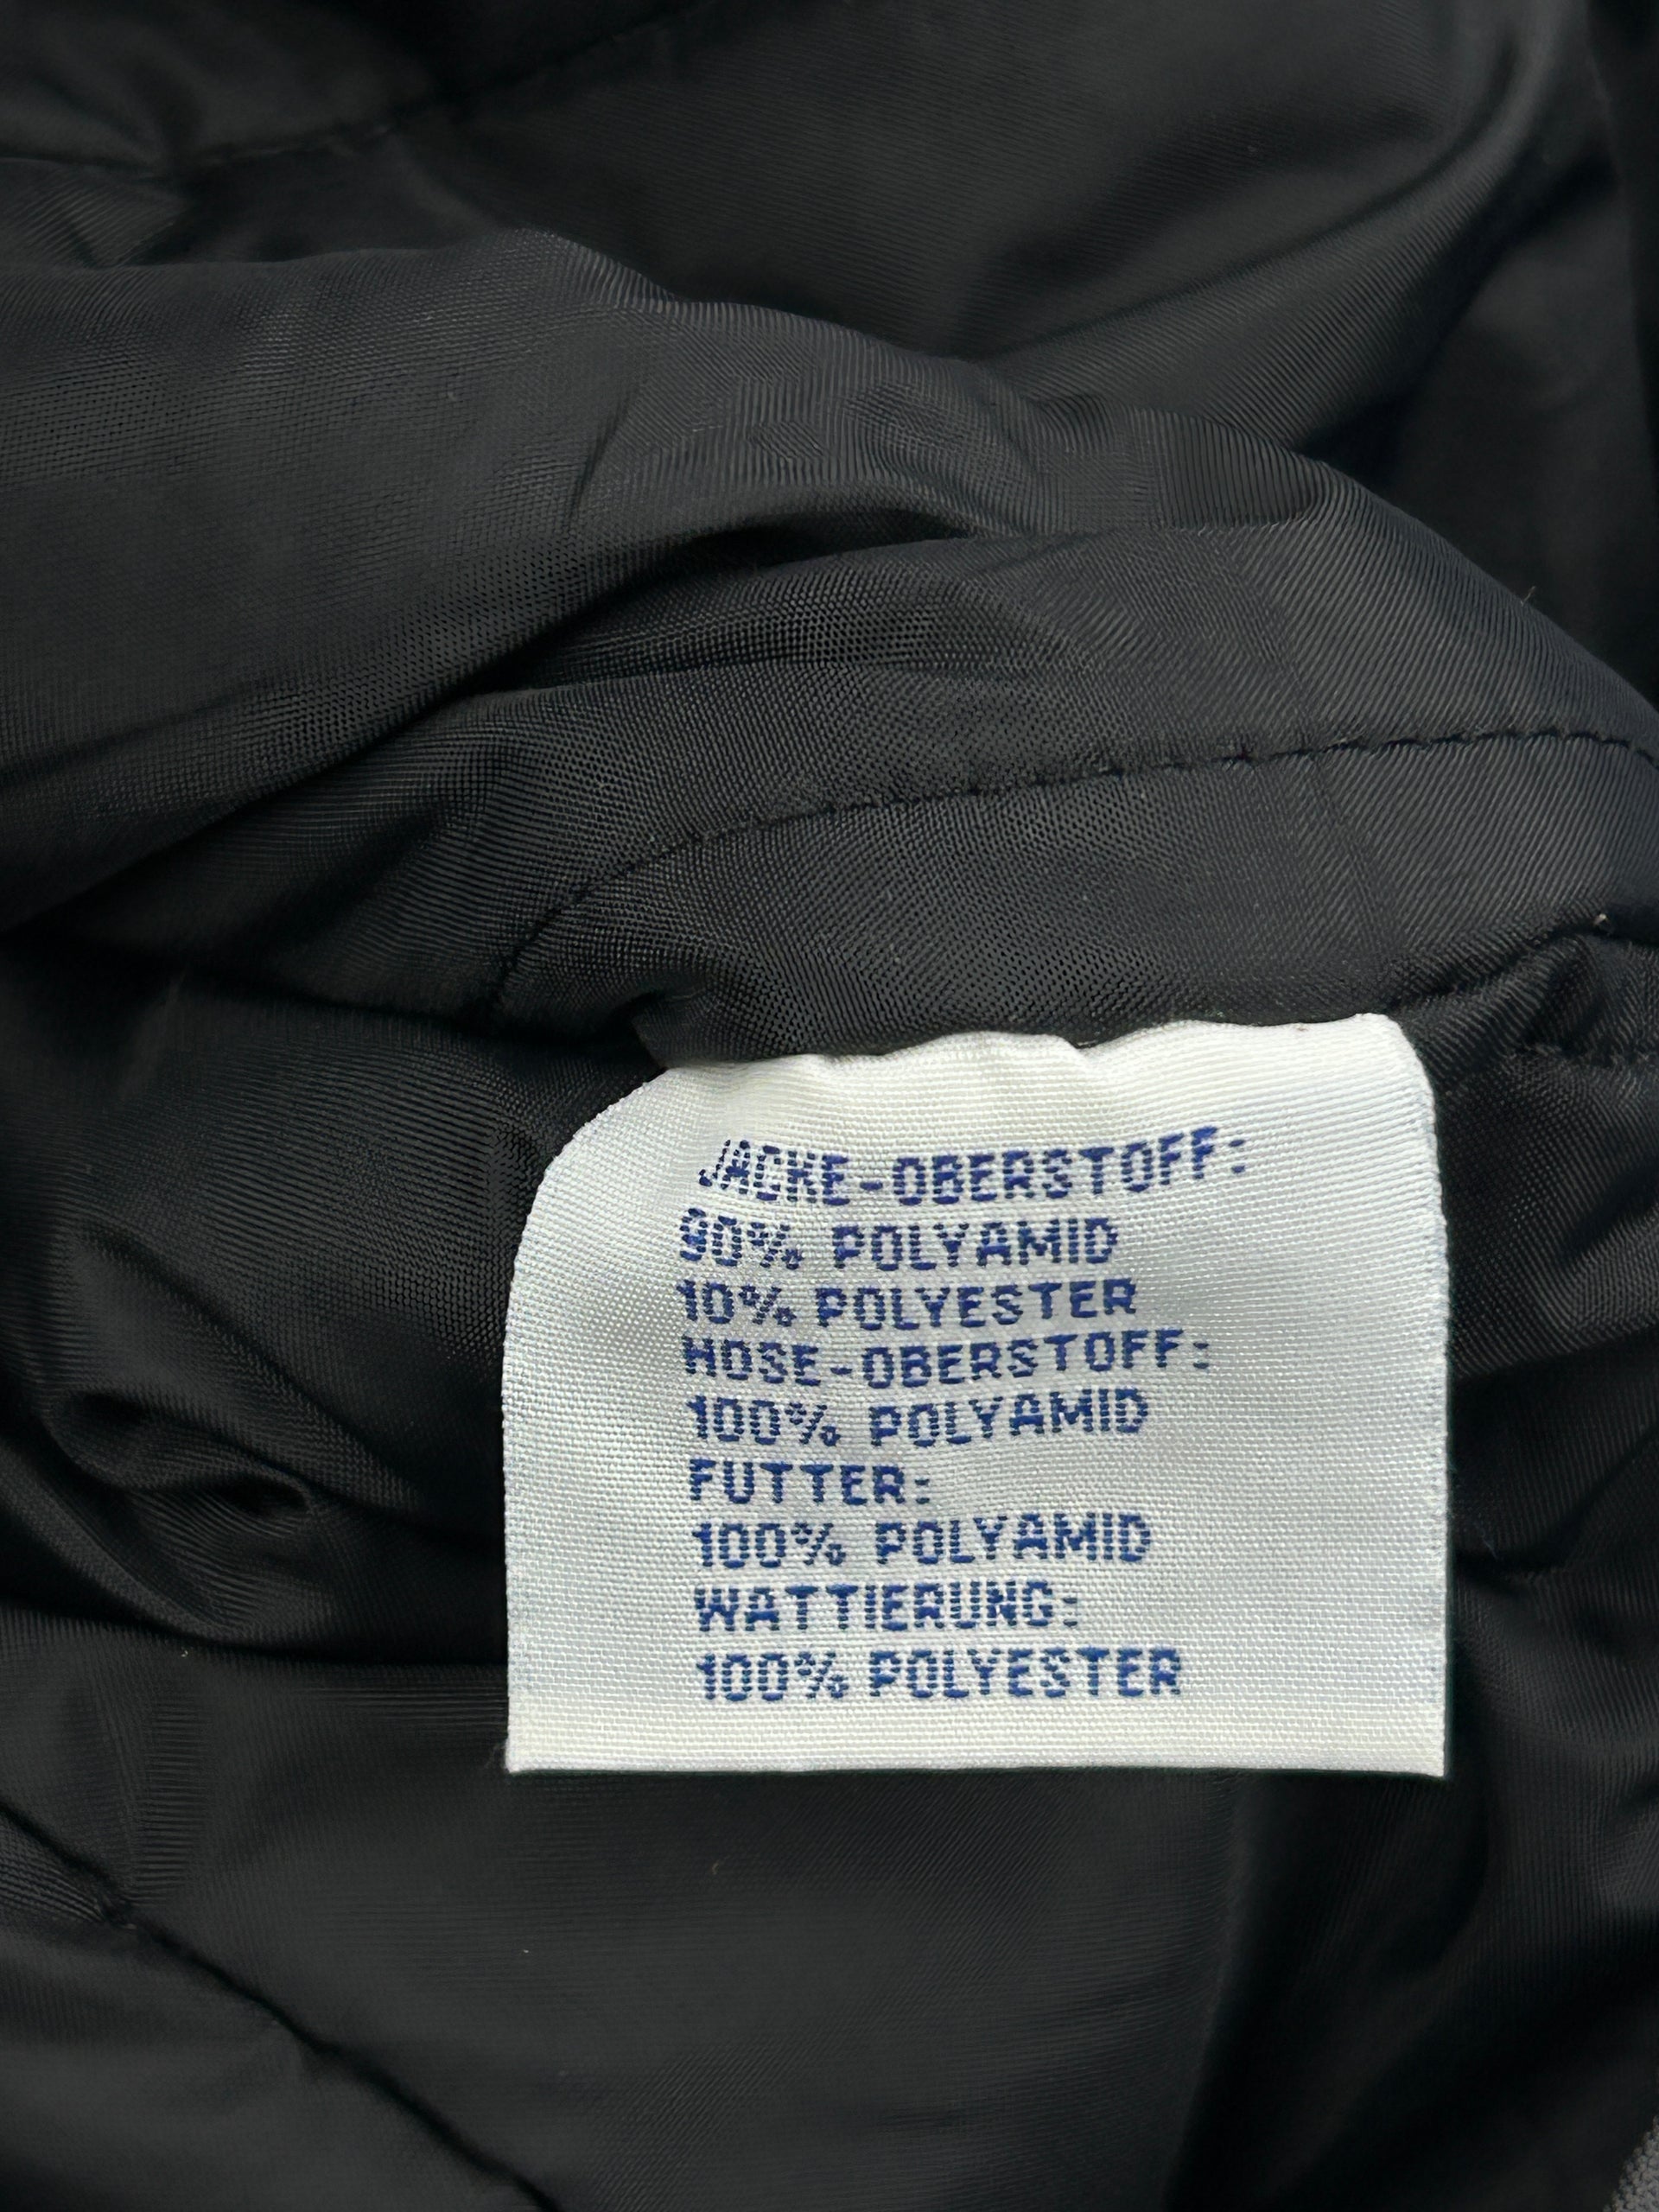 JACKE-OBERSTOFF:
90% POLYAMID
10% POLYESTER
HOSE-OBERSTOFF:
100% POLYAMID
FUTTER:
100% POLYAMID
WATTIERUNG:
100% POLYESTER